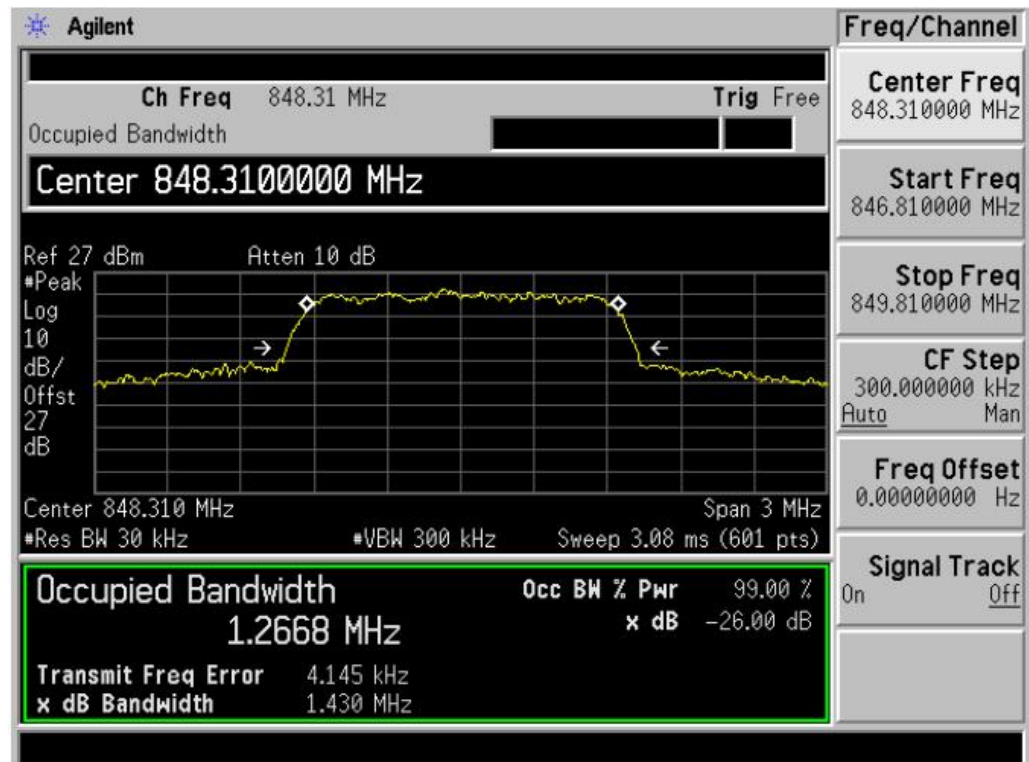 Agilent
Freq/Channel
Ch Freq 848.31 MHz Trig Free
Occupied Bandwidth
Center 848.3100000 MHz
Ref 27 dBm Atten 10 dB
#Peak
Log
10
dB/
Offst
27
dB
Center 848.310 MHz Span 3 MHz
#Res BW 30 kHz #VBW 300 kHz Sweep 3.08 ms (601 pts)
Occupied Bandwidth Occ BW % Pwr 99.00 %
1.2668 MHz x dB -26.00 dB
Transmit Freq Error 4.145 kHz
x dB Bandwidth 1.430 MHz
Center Freq
848.310000 MHz
Start Freq
846.810000 MHz
Stop Freq
849.810000 MHz
CF Step
300.000000 kHz
Auto Man
Freq Offset
0.00000000 Hz
Signal Track
On Off